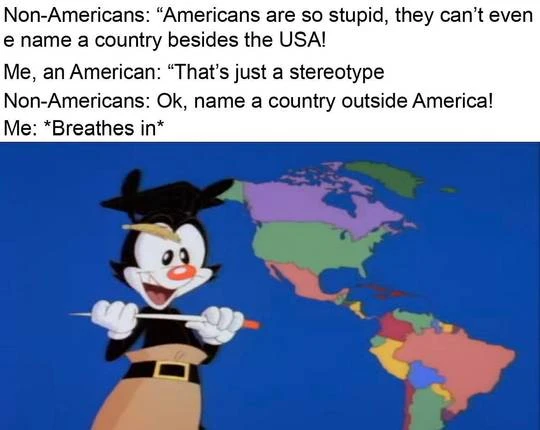 Non-Americans: “Americans are so stupid, they can’t even
e name a country besides the USA!
Me, an American: “That’s just a stereotype
Non-Americans: Ok, name a country outside America!
Me: *Breathes in*